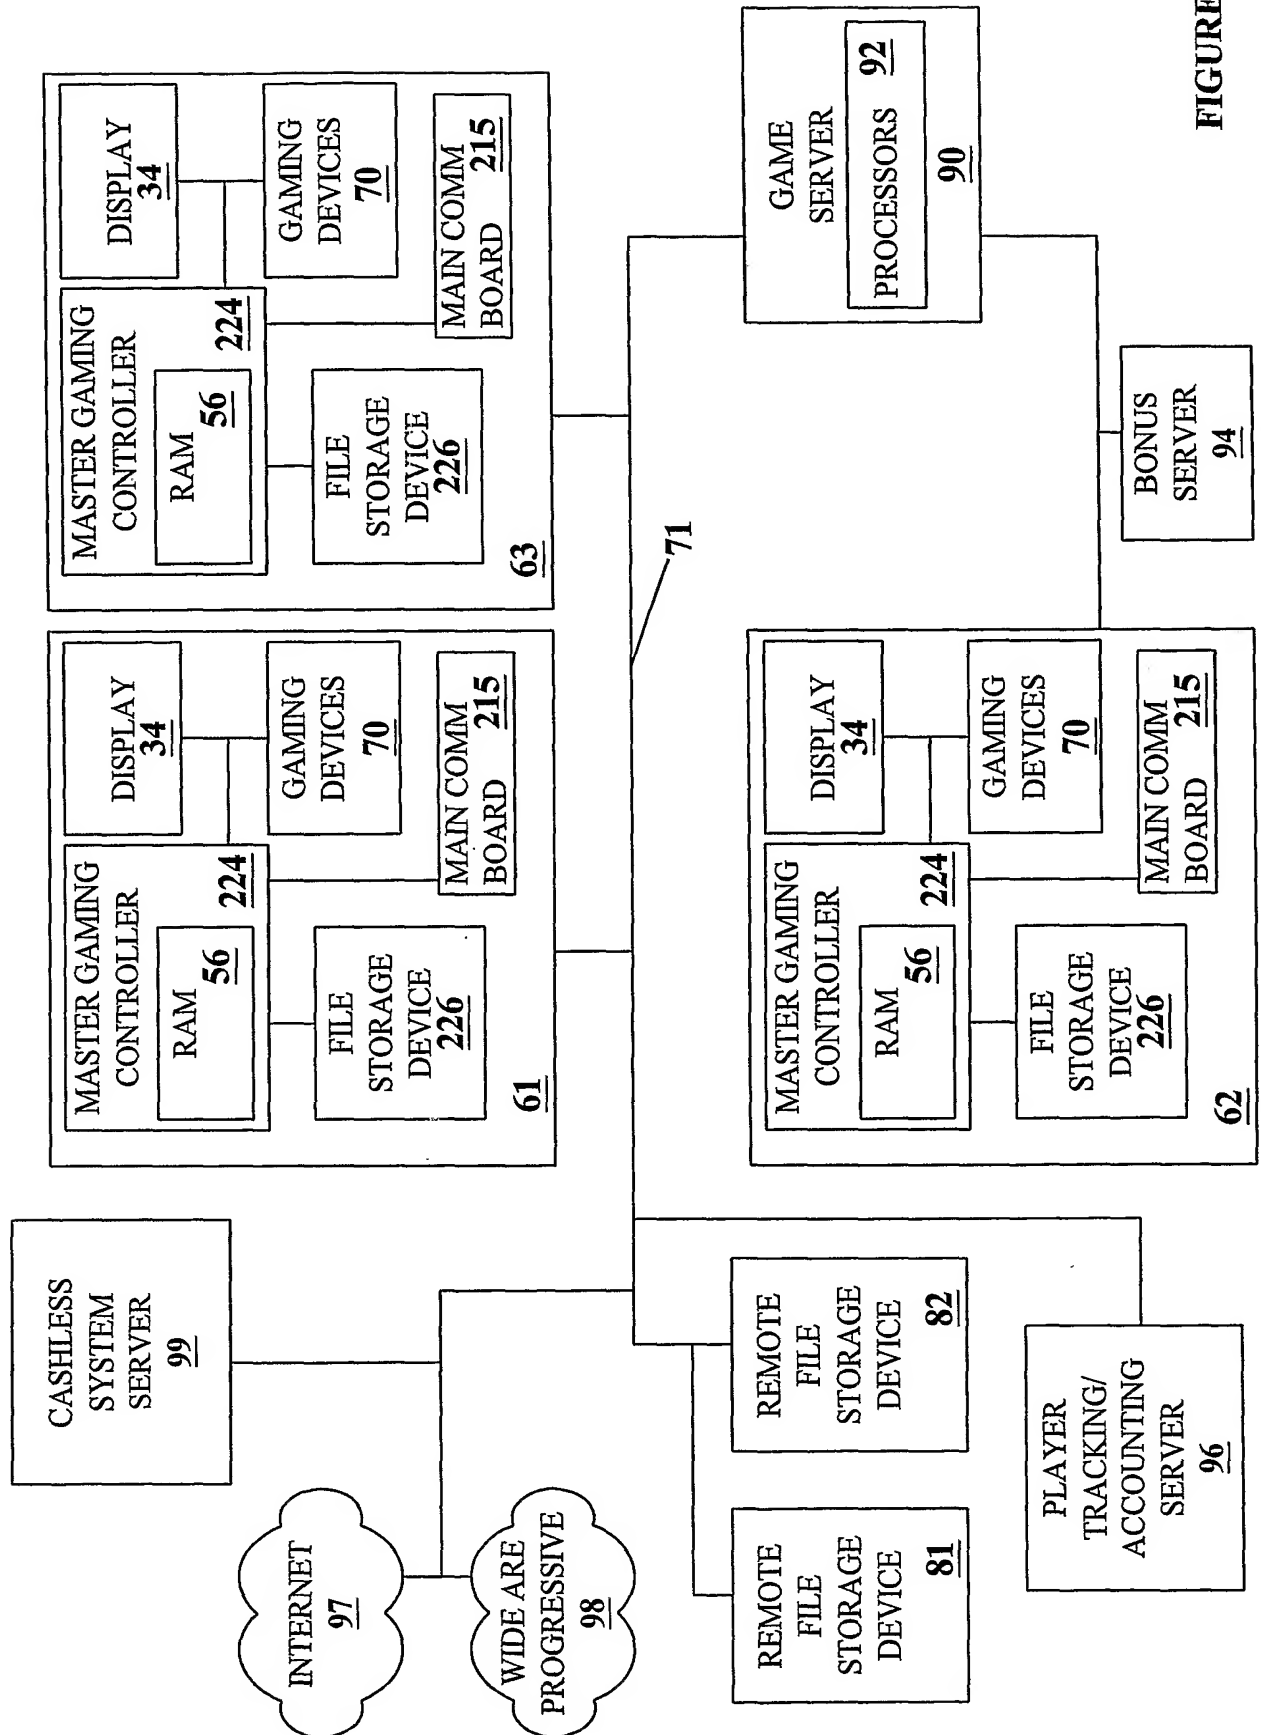 CASHLESS
SYSTEM
SERVER
99
INTERNET
97
WIDE ARE
PROGRESSIVE
98
MASTER GAMING
CONTROLLER
224
RAM
56
DISPLAY
34
GAMING
DEVICES
70
FILE
STORAGE
DEVICE
226
MAIN COMM
BOARD 215
61
MASTER GAMING
CONTROLLER
224
RAM
56
DISPLAY
34
GAMING
DEVICES
70
FILE
STORAGE
DEVICE
226
MAIN COMM
BOARD 215
63
71
REMOTE
FILE
STORAGE
DEVICE
81
REMOTE
FILE
STORAGE
DEVICE
82
PLAYER
TRACKING/
ACCOUNTING
SERVER
96
MASTER GAMING
CONTROLLER
224
RAM
56
DISPLAY
34
GAMING
DEVICES
70
FILE
STORAGE
DEVICE
226
MAIN COMM
BOARD 215
62
GAME
SERVER
PROCESSORS 92
90
BONUS
SERVER
94
FIGURE